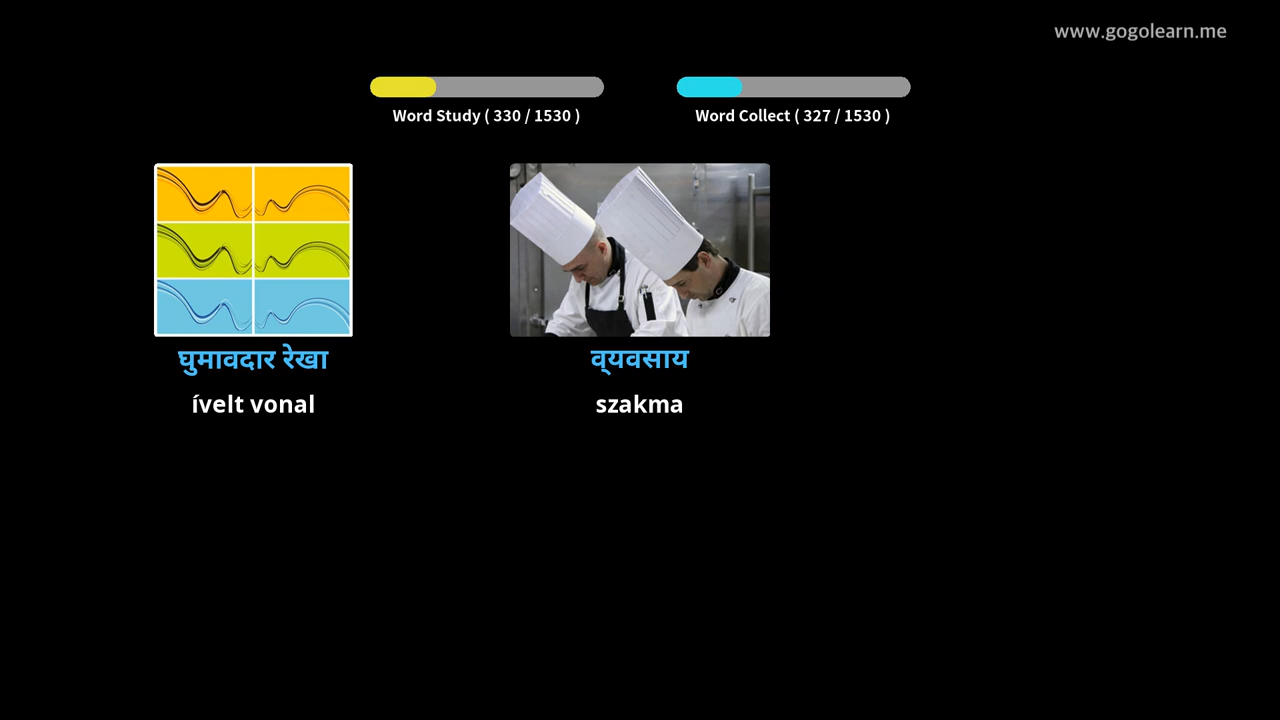 www.gogolearn.me
Word Study ( 330 / 1530 )
Word Collect ( 327 / 1530 )
घुमावदार रेखा
व्यवसाय
ívelt vonal
szakma